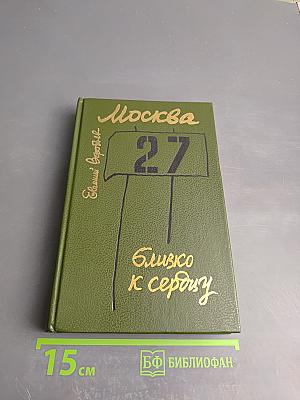 Москва
27
Евгений Воробьев
близко
к сердцу
15 см
БФ БИБЛИОФАН